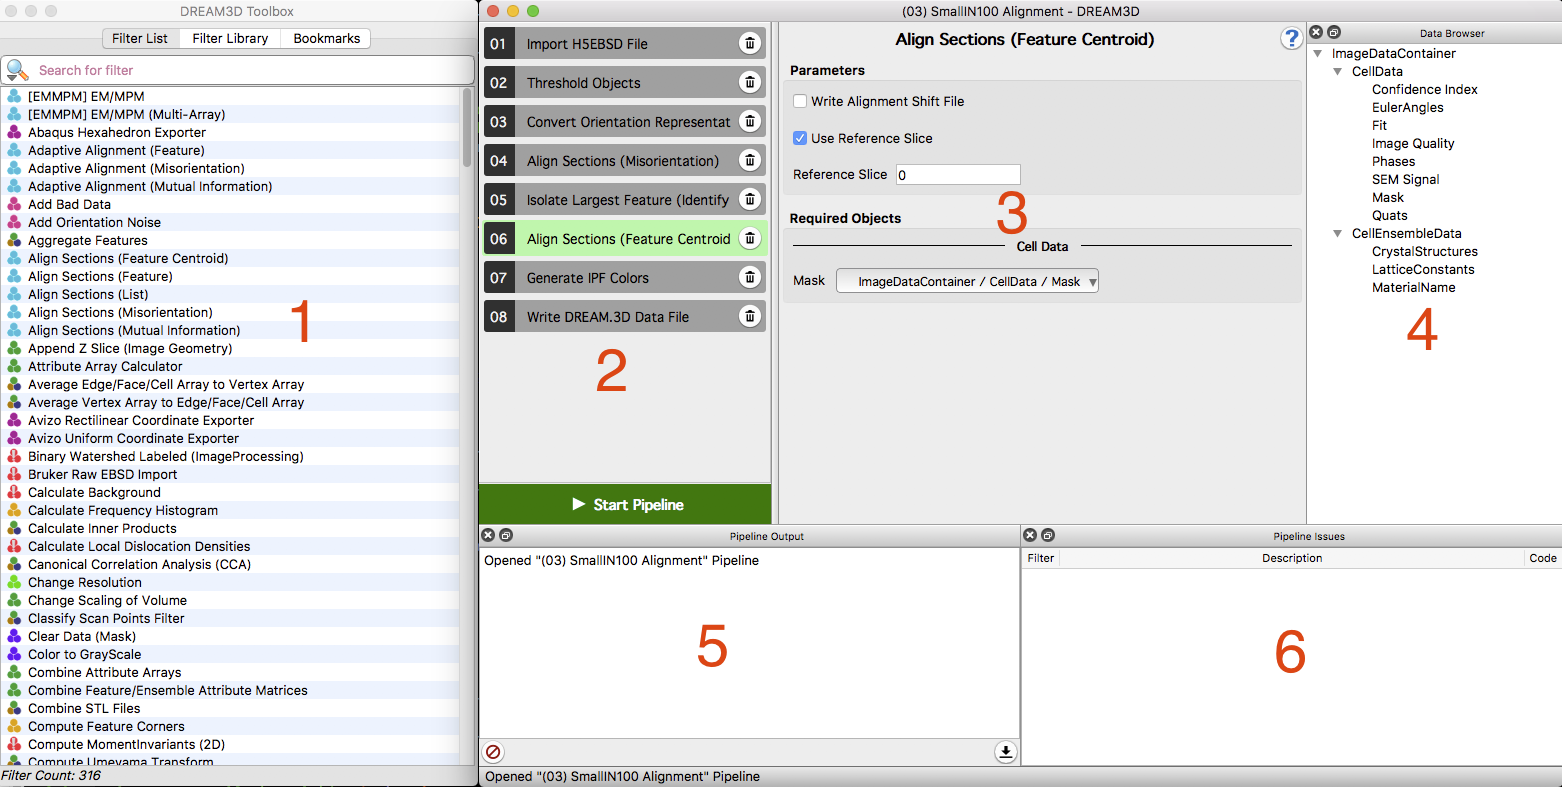 DREAM3D Toolbox
Filter List
Filter Library
Bookmarks
Search for filter
[EMMPM] EM/MPM
[EMMPM] EM/MPM (Multi-Array)
Abaqus Hexahedron Exporter
Adaptive Alignment (Feature)
Adaptive Alignment (Misorientation)
Adaptive Alignment (Mutual Information)
Add Bad Data
Add Orientation Noise
Aggregate Features
Align Sections (Feature Centroid)
Align Sections (Feature)
Align Sections (List)
Align Sections (Misorientation)
Align Sections (Mutual Information)
Append Z Slice (Image Geometry)
Attribute Array Calculator
Average Edge/Face/Cell Array to Vertex Array
Average Vertex Array to Edge/Face/Cell Array
Avizo Rectilinear Coordinate Exporter
Avizo Uniform Coordinate Exporter
Binary Watershed Labeled (ImageProcessing)
Bruker Raw EBSD Import
Calculate Background
Calculate Frequency Histogram
Calculate Inner Products
Calculate Local Dislocation Densities
Canonical Correlation Analysis (CCA)
Change Resolution
Change Scaling of Volume
Classify Scan Points Filter
Clear Data (Mask)
Color to GrayScale
Combine Attribute Arrays
Combine Feature/Ensemble Attribute Matrices
Combine STL Files
Compute Feature Corners
Compute MomentInvariants (2D)
Compute Umeyama Transform
Filter Count: 316
1
(03) SmallIN100 Alignment - DREAM3D
01 Import H5EBSD File
02 Threshold Objects
03 Convert Orientation Representat
04 Align Sections (Misorientation)
05 Isolate Largest Feature (Identify
06 Align Sections (Feature Centroid
07 Generate IPF Colors
08 Write DREAM.3D Data File
2
Start Pipeline
Align Sections (Feature Centroid)
?
Parameters
Write Alignment Shift File
Use Reference Slice
Reference Slice 0
3
Required Objects
Cell Data
Mask ImageDataContainer / CellData / Mask
Data Browser
ImageDataContainer
CellData
Confidence Index
EulerAngles
Fit
Image Quality
Phases
SEM Signal
Mask
Quats
CellEnsembleData
CrystalStructures
LatticeConstants
MaterialName
4
Pipeline Output
Opened "(03) SmallIN100 Alignment" Pipeline
5
Pipeline Issues
Filter Description Code
6
Opened "(03) SmallIN100 Alignment" Pipeline